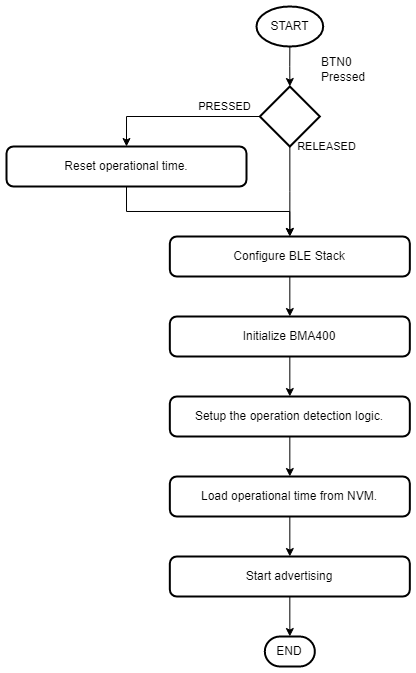 START
BTN0
Pressed
PRESSED
RELEASED
Reset operational time.
Configure BLE Stack
Initialize BMA400
Setup the operation detection logic.
Load operational time from NVM.
Start advertising
END